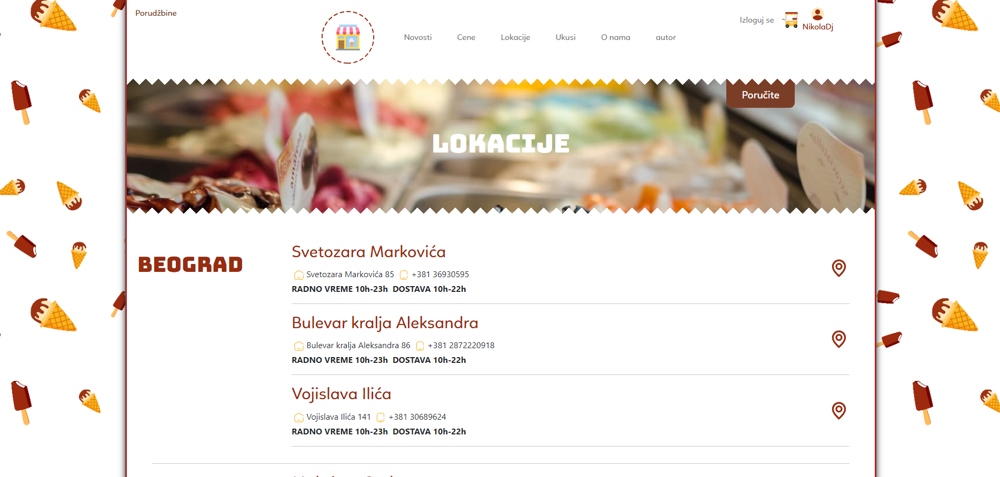 Porudžbine
Izloguj se
NikolaDj
Novosti Cene Lokacije Ukusi O nama autor
Poručite
LOKACIJE
BEOGRAD
Svetozara Markovića
Svetozara Markovića 85 +381 36930595
RADNO VREME 10h-23h DOSTAVA 10h-22h
Bulevar kralja Aleksandra
Bulevar kralja Aleksandra 86 +381 2872220918
RADNO VREME 10h-23h DOSTAVA 10h-22h
Vojislava Ilića
Vojislava Ilića 141 +381 30689624
RADNO VREME 10h-23h DOSTAVA 10h-22h